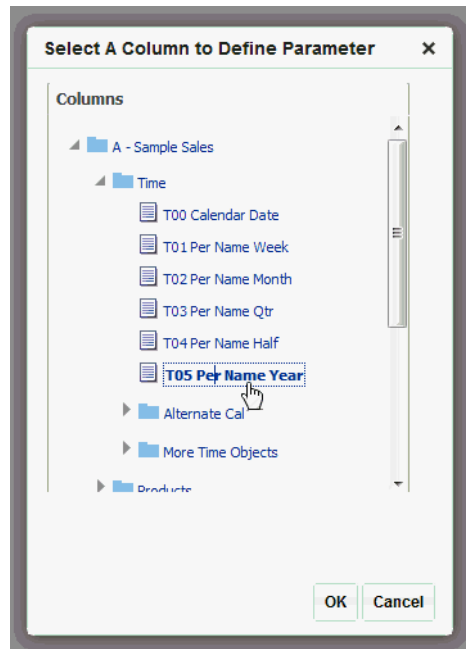 Select A Column to Define Parameter
Columns
A - Sample Sales
Time
T00 Calendar Date
T01 Per Name Week
T02 Per Name Month
T03 Per Name Qtr
T04 Per Name Half
T05 Per Name Year
Alternate Cal
More Time Objects
Products
OK Cancel